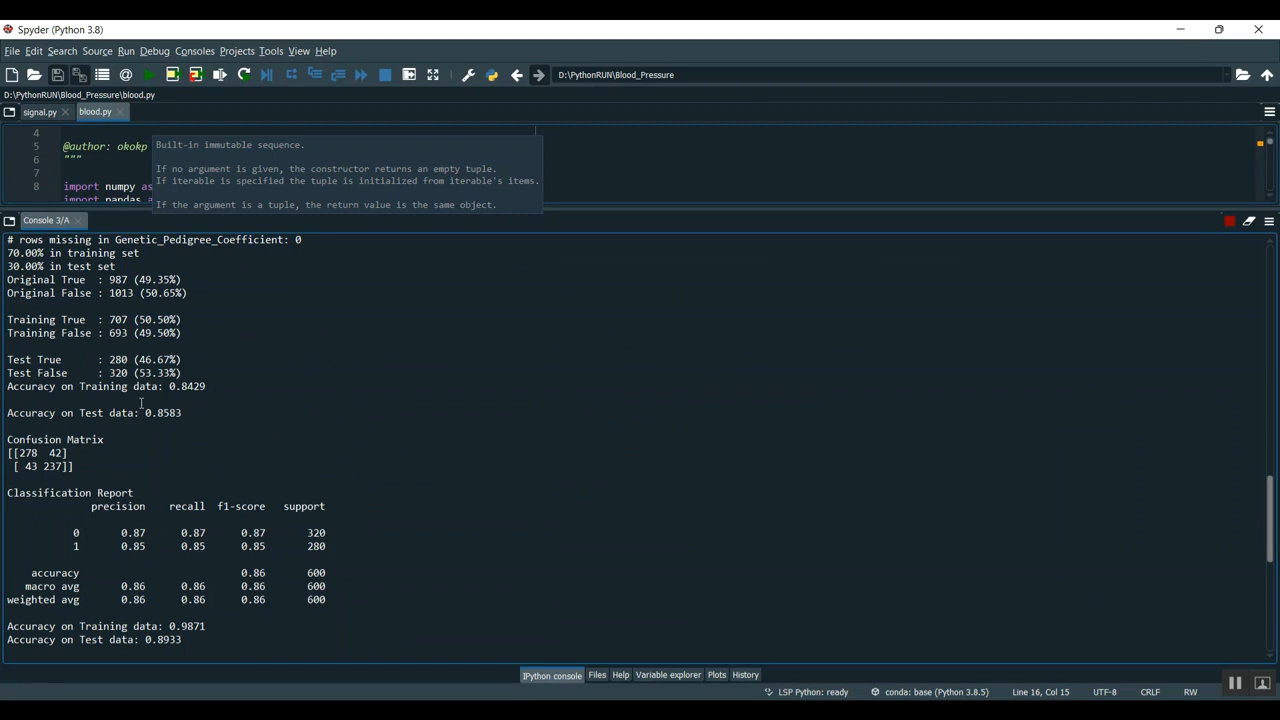 Spyder (Python 3.8)
File Edit Search Source Run Debug Consoles Projects Tools View Help
D:\PythonRUN\Blood_Pressure
D:\PythonRUN\Blood_Pressure\blood.py
signal.py blood.py
4
5 @author: okokp
6 """
7
8 import numpy as
import pandas
Built-in immutable sequence.
If no argument is given, the constructor returns an empty tuple.
If iterable is specified the tuple is initialized from iterable's items.
If the argument is a tuple, the return value is the same object.
Console 3/A
# rows missing in Genetic_Pedigree_Coefficient: 0
70.00% in training set
30.00% in test set
Original True : 987 (49.35%)
Original False : 1013 (50.65%)
Training True : 707 (50.50%)
Training False : 693 (49.50%)
Test True : 280 (46.67%)
Test False : 320 (53.33%)
Accuracy on Training data: 0.8429
Accuracy on Test data: 0.8583
Confusion Matrix
[[278 42]
[ 43 237]]
Classification Report
precision recall f1-score support
0 0.87 0.87 0.87 320
1 0.85 0.85 0.85 280
accuracy 0.86 600
macro avg 0.86 0.86 0.86 600
weighted avg 0.86 0.86 0.86 600
Accuracy on Training data: 0.9871
Accuracy on Test data: 0.8933
IPython console Files Help Variable explorer Plots History
LSP Python: ready conda: base (Python 3.8.5) Line 16, Col 15 UTF-8 CRLF RW